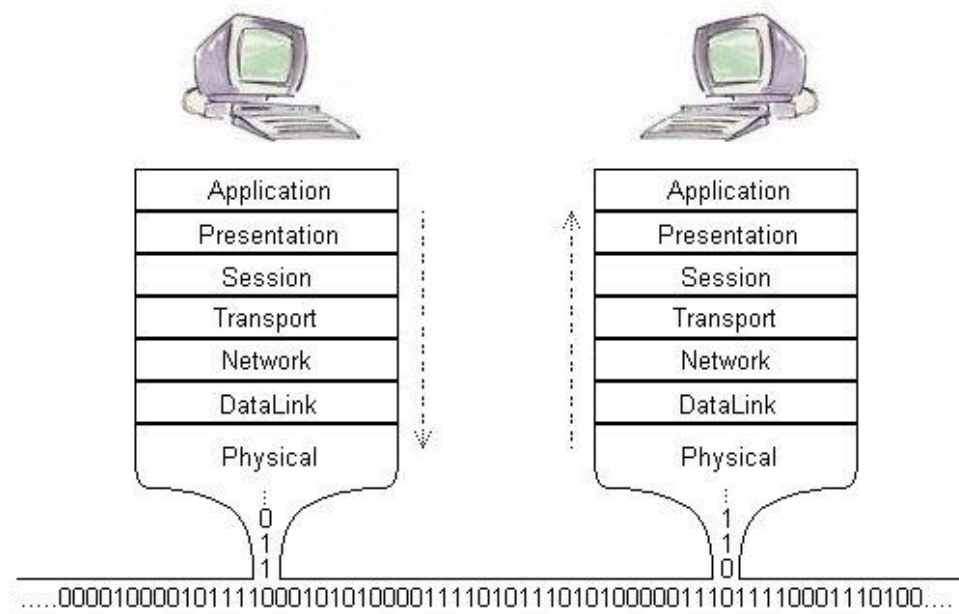 Application
Presentation
Session
Transport
Network
DataLink
Physical
0
1
1
Application
Presentation
Session
Transport
Network
DataLink
Physical
1
1
0
.....0000100001011110001010100001111010111010100000111011110001110100....